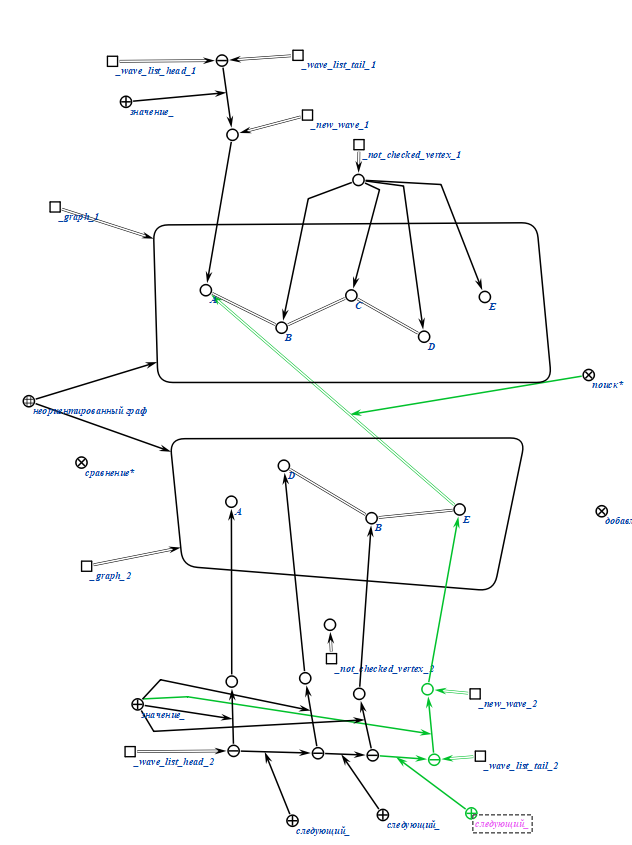 _wave_list_head_1
_wave_list_tail_1
значение_
_new_wave_1
_not_checked_vertex_1
_graph_1
A
B
C
D
E
поиск*
неориентированный граф
сравнение*
D
A
B
E
добавл
_graph_2
_not_checked_vertex_2
значение_
_new_wave_2
_wave_list_head_2
_wave_list_tail_2
следующий_
следующий_
следующий_